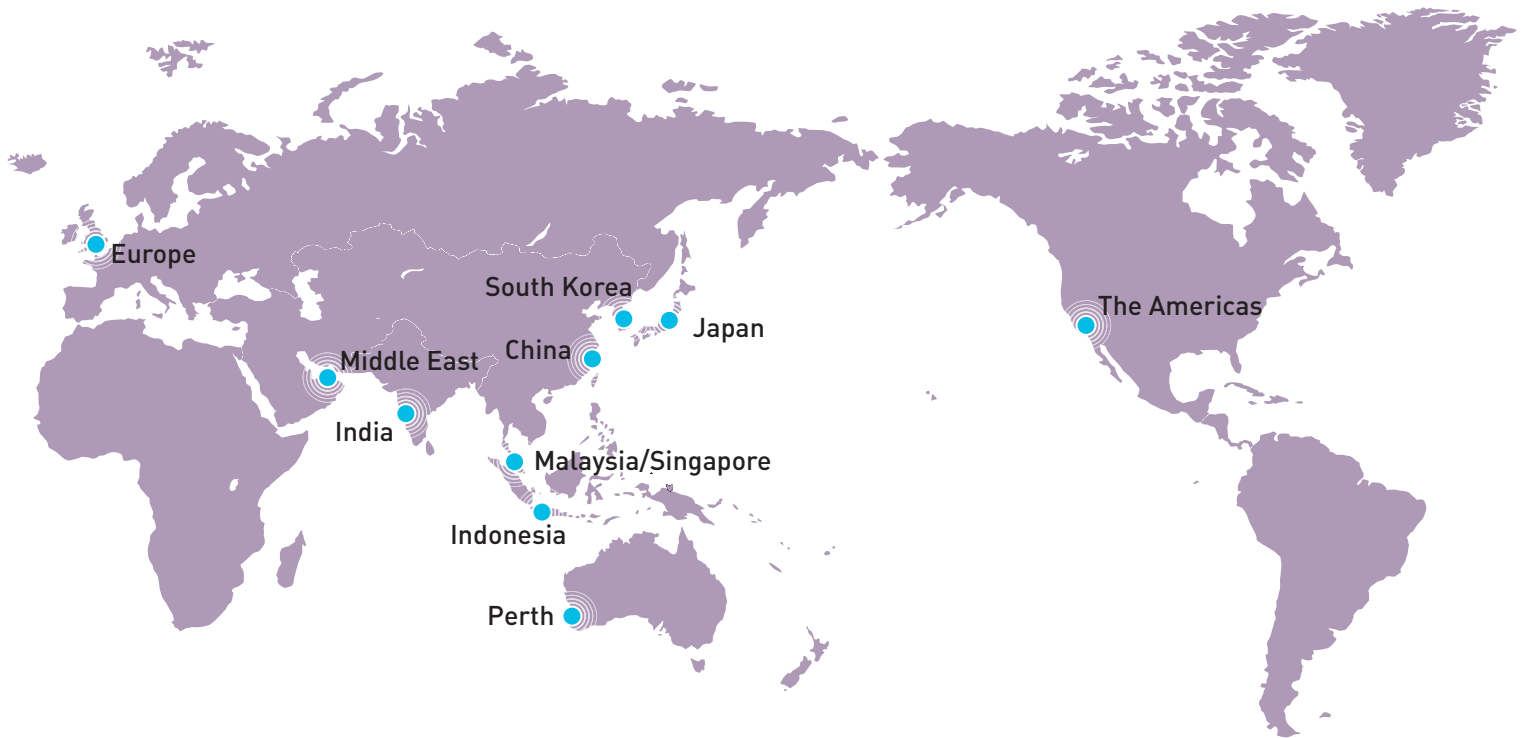 Europe
South Korea
The Americas
Japan
China
Middle East
India
Malaysia/Singapore
Indonesia
Perth